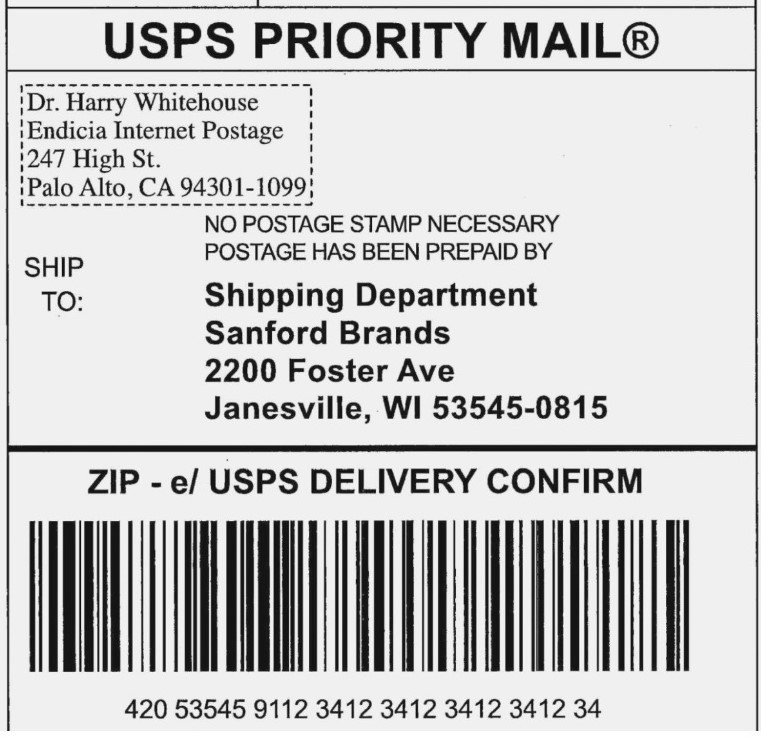 USPS PRIORITY MAIL®
Dr. Harry Whitehouse
Endicia Internet Postage
247 High St.
Palo Alto, CA 94301-1099
NO POSTAGE STAMP NECESSARY
POSTAGE HAS BEEN PREPAID BY
SHIP
TO:
Shipping Department
Sanford Brands
2200 Foster Ave
Janesville, WI 53545-0815
ZIP - e/ USPS DELIVERY CONFIRM
420 53545 9112 3412 3412 3412 3412 34